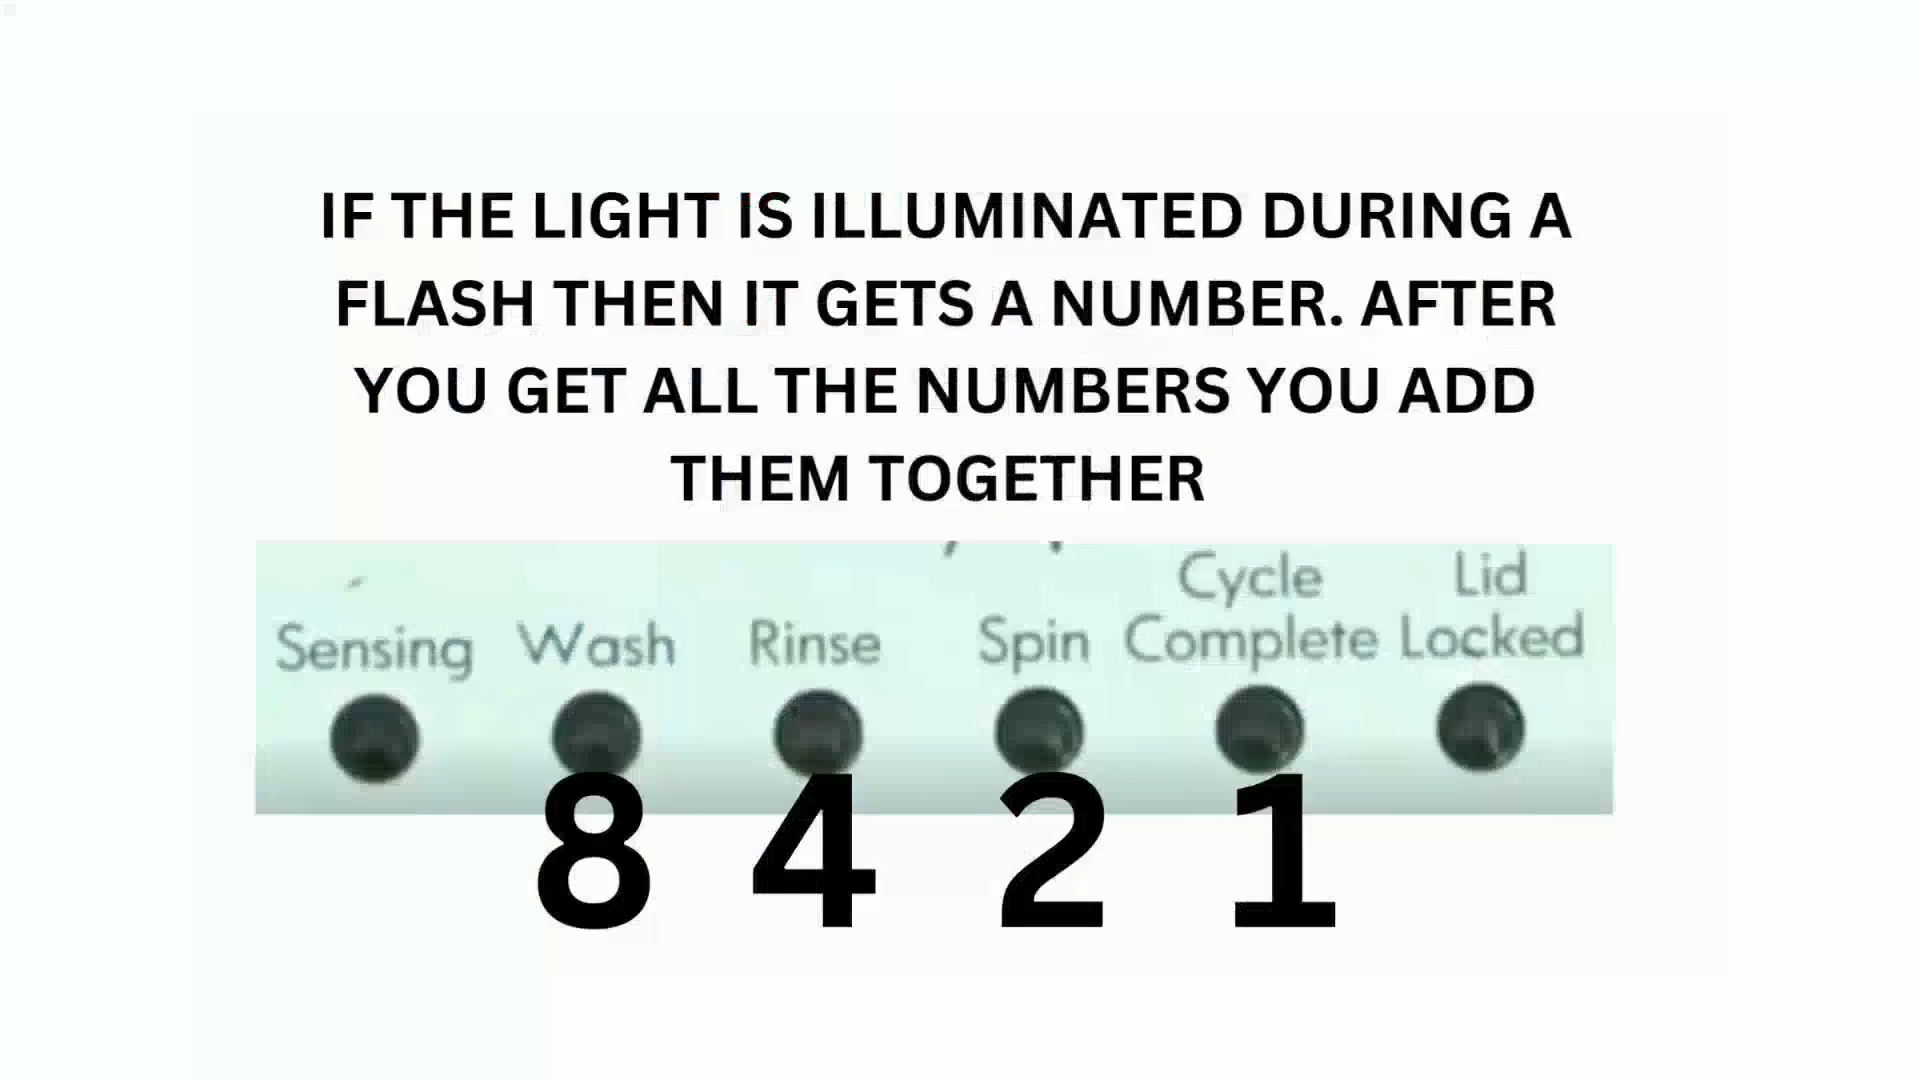 IF THE LIGHT IS ILLUMINATED DURING A
FLASH THEN IT GETS A NUMBER. AFTER
YOU GET ALL THE NUMBERS YOU ADD
THEM TOGETHER
Sensing Wash Rinse Spin Cycle Complete Lid Locked
8 4 2 1